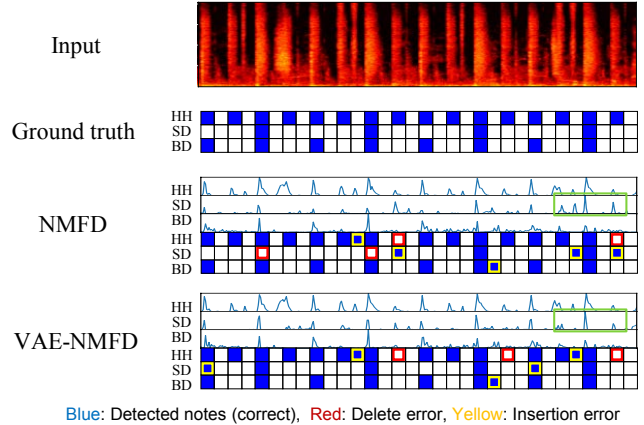 Input
Ground truth
HH
SD
BD
NMFD
HH
SD
BD
HH
SD
BD
VAE-NMFD
HH
SD
BD
HH
SD
BD
Blue: Detected notes (correct), Red: Delete error, Yellow: Insertion error